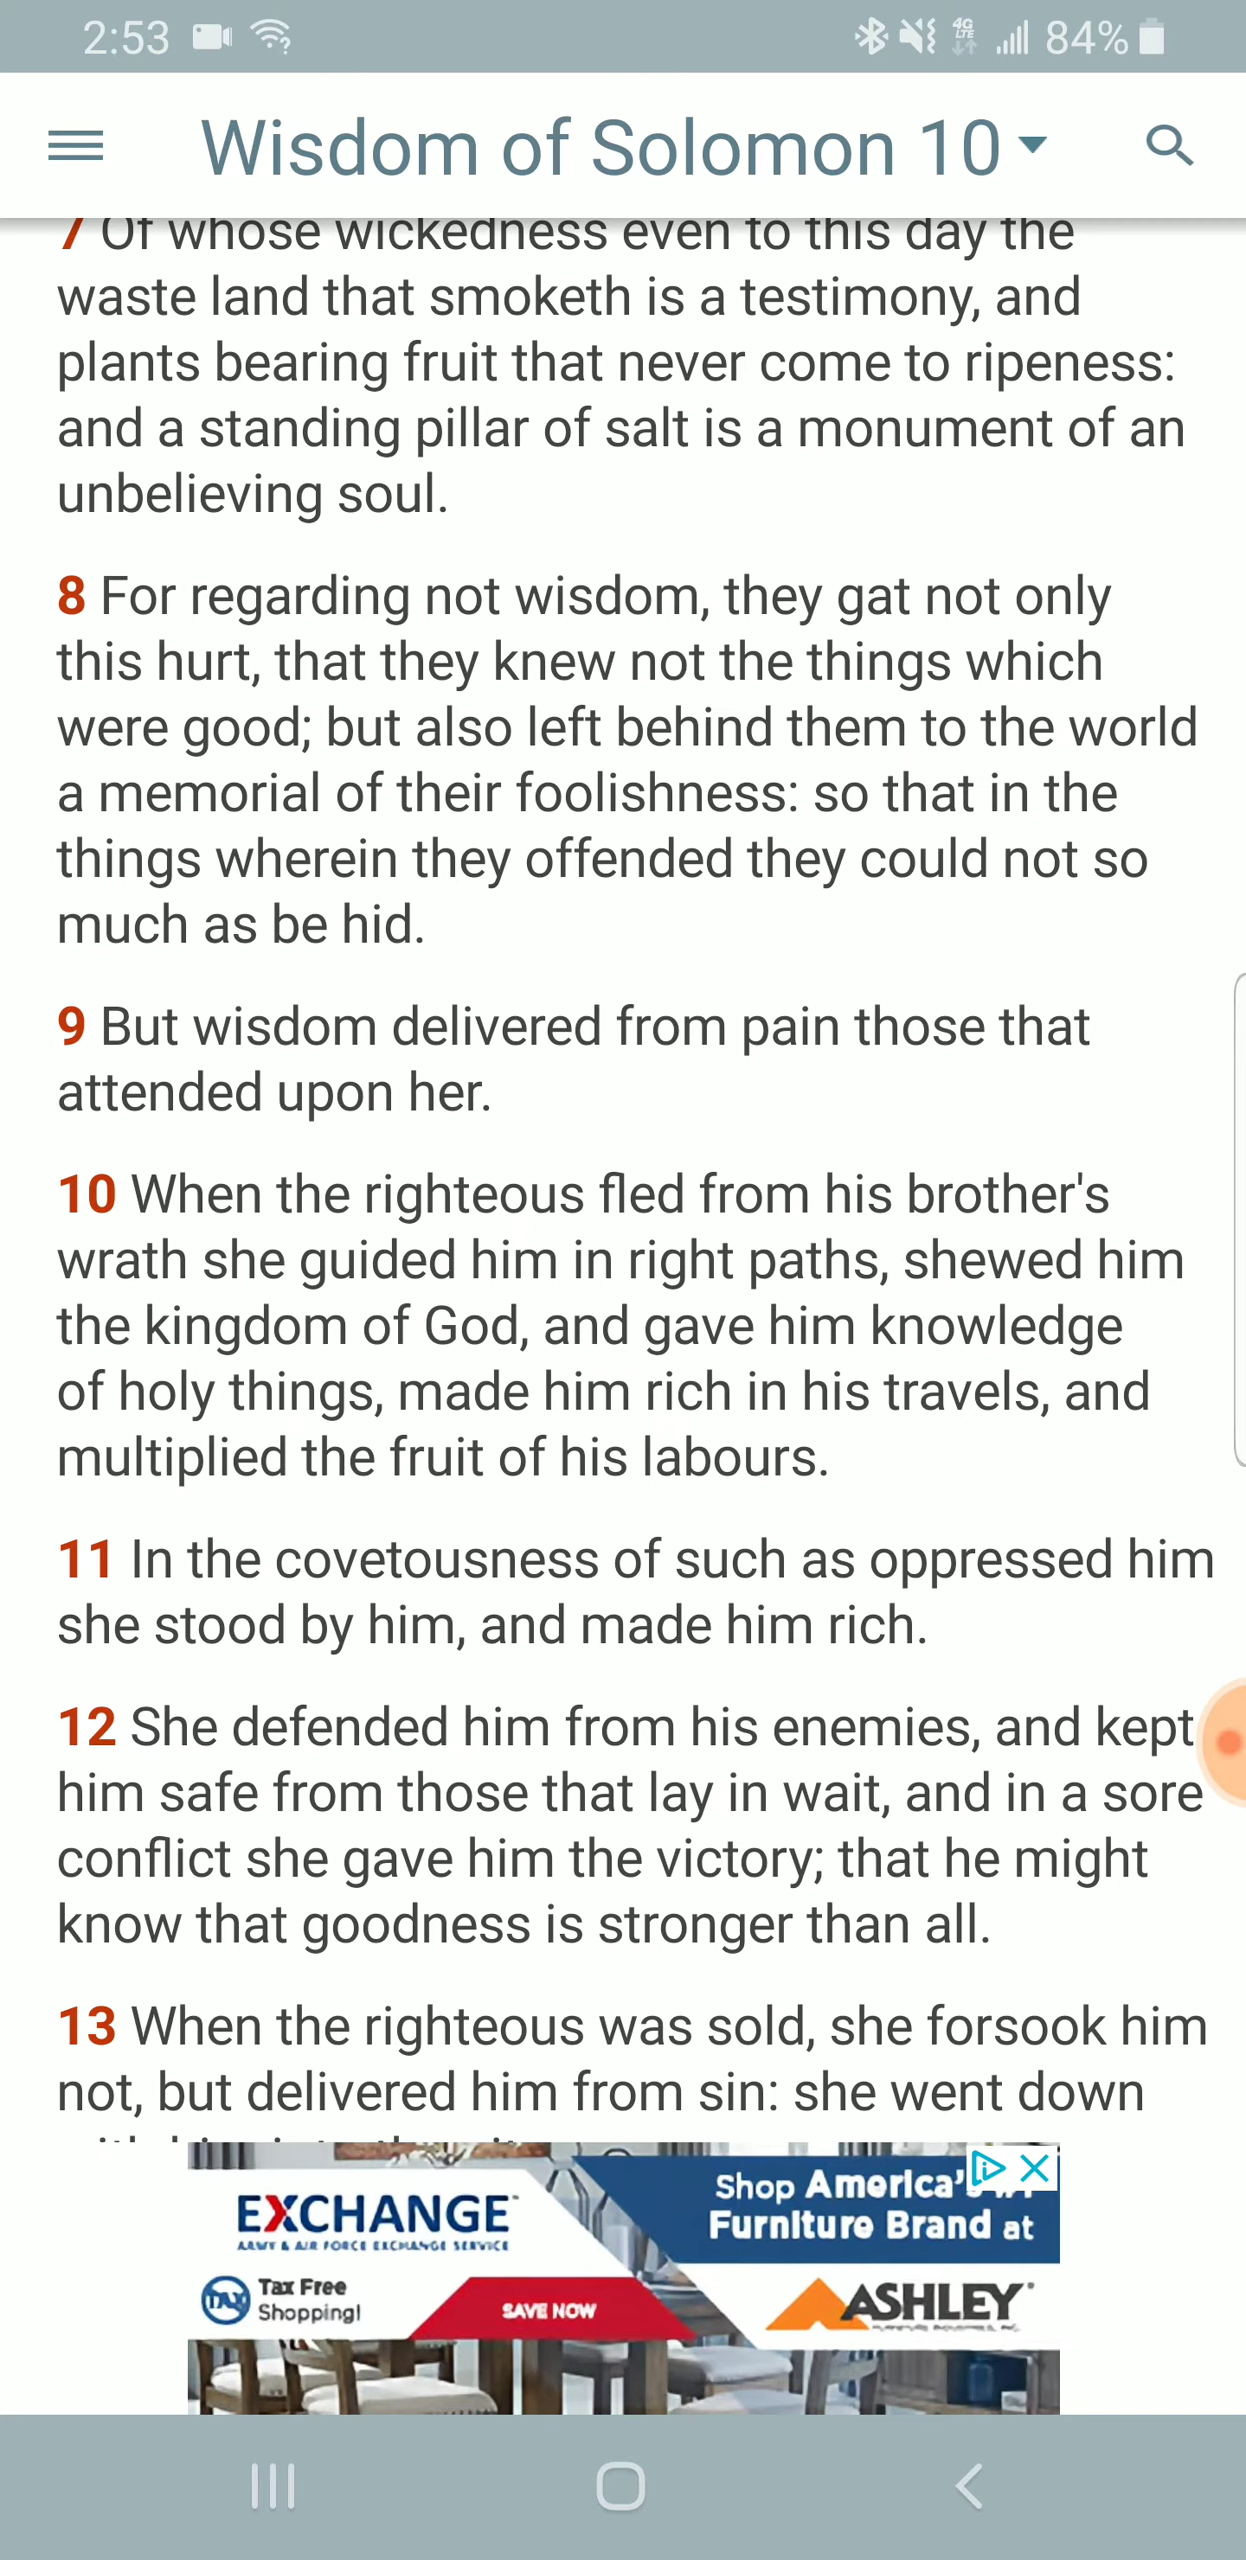 2:53
4G
LTE
84%
Wisdom of Solomon 10
7 Of whose wickedness even to this day the
waste land that smoketh is a testimony, and
plants bearing fruit that never come to ripeness:
and a standing pillar of salt is a monument of an
unbelieving soul.
8 For regarding not wisdom, they gat not only
this hurt, that they knew not the things which
were good; but also left behind them to the world
a memorial of their foolishness: so that in the
things wherein they offended they could not so
much as be hid.
9 But wisdom delivered from pain those that
attended upon her.
10 When the righteous fled from his brother's
wrath she guided him in right paths, shewed him
the kingdom of God, and gave him knowledge
of holy things, made him rich in his travels, and
multiplied the fruit of his labours.
11 In the covetousness of such as oppressed him
she stood by him, and made him rich.
12 She defended him from his enemies, and kept
him safe from those that lay in wait, and in a sore
conflict she gave him the victory; that he might
know that goodness is stronger than all.
13 When the righteous was sold, she forsook him
not, but delivered him from sin: she went down
EXCHANGE
ARMY & AIR FORCE EXCHANGE SERVICE
TAX
Tax Free
Shopping!
SAVE NOW
Shop America's
Furniture Brand at
ASHLEY